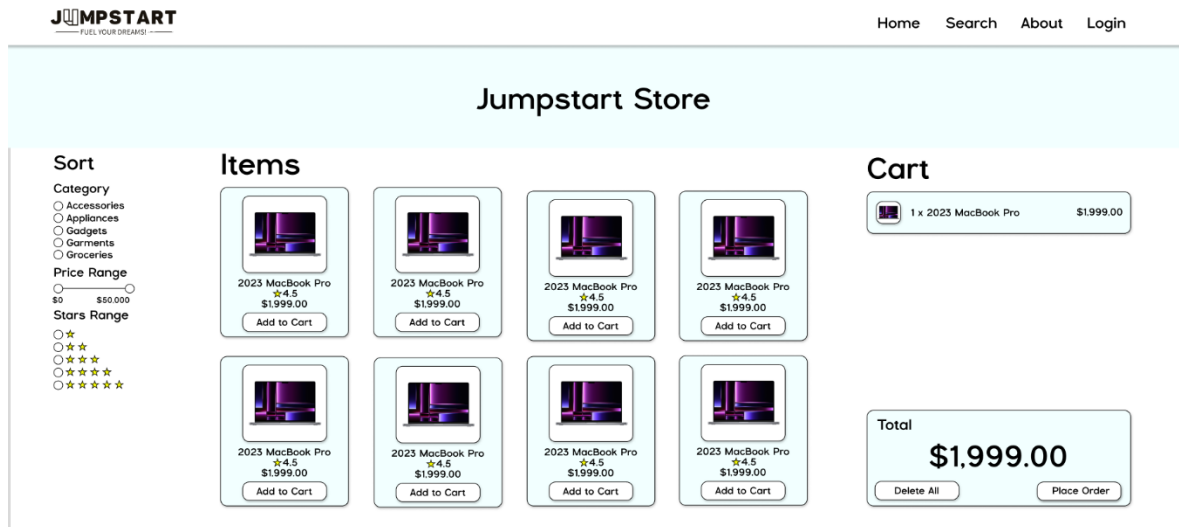 JUMPSTART
FUEL YOUR DREAMS!
Home Search About Login
Jumpstart Store
Sort
Category
Accessories
Appliances
Gadgets
Garments
Groceries
Price Range
$0 $50.000
Stars Range
Items
2023 MacBook Pro
4.5
$1,999.00
Add to Cart
2023 MacBook Pro
4.5
$1,999.00
Add to Cart
2023 MacBook Pro
4.5
$1,999.00
Add to Cart
2023 MacBook Pro
4.5
$1,999.00
Add to Cart
2023 MacBook Pro
4.5
$1,999.00
Add to Cart
2023 MacBook Pro
4.5
$1,999.00
Add to Cart
2023 MacBook Pro
4.5
$1,999.00
Add to Cart
2023 MacBook Pro
4.5
$1,999.00
Add to Cart
Cart
1 x 2023 MacBook Pro $1.999.00
Total
$1,999.00
Delete All Place Order